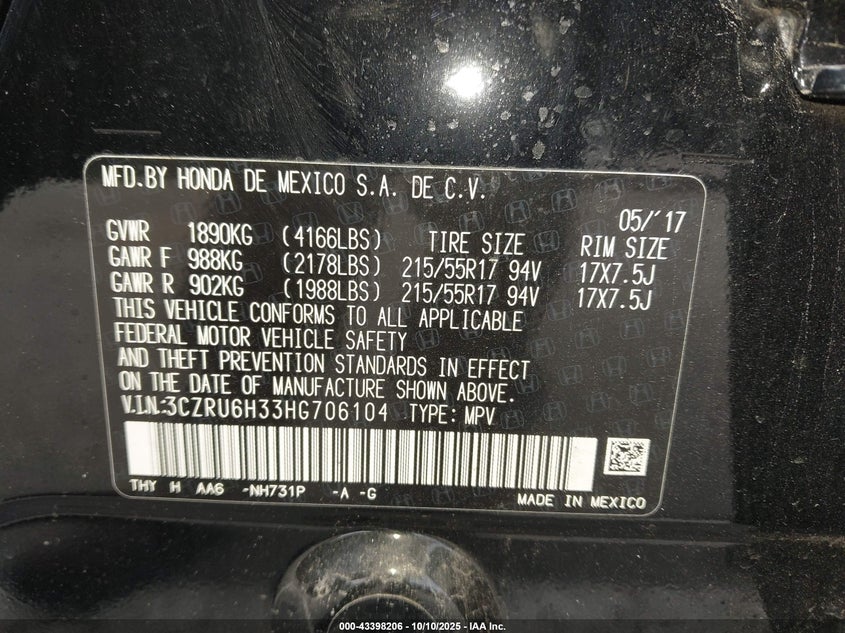 MFD.BY HONDA DE MEXICO S.A. DE C.V.
05/'17
GVWR 1890KG (4166LBS) TIRE SIZE RIM SIZE
GAWR F 988KG (2178LBS) 215/55R17 94V 17X7.5J
GAWR R 902KG (1988LBS) 215/55R17 94V 17X7.5J
THIS VEHICLE CONFORMS TO ALL APPLICABLE
FEDERAL MOTOR VEHICLE SAFETY
AND THEFT PREVENTION STANDARDS IN EFFECT
ON THE DATE OF MANUFACTURE SHOWN ABOVE.
V.I.N:3CZRU6H33HG706104 TYPE: MPV
THY H AA6 -NH731P -A -G
MADE IN MEXICO
000-43398206 - 10/10/2025 - IAA Inc.